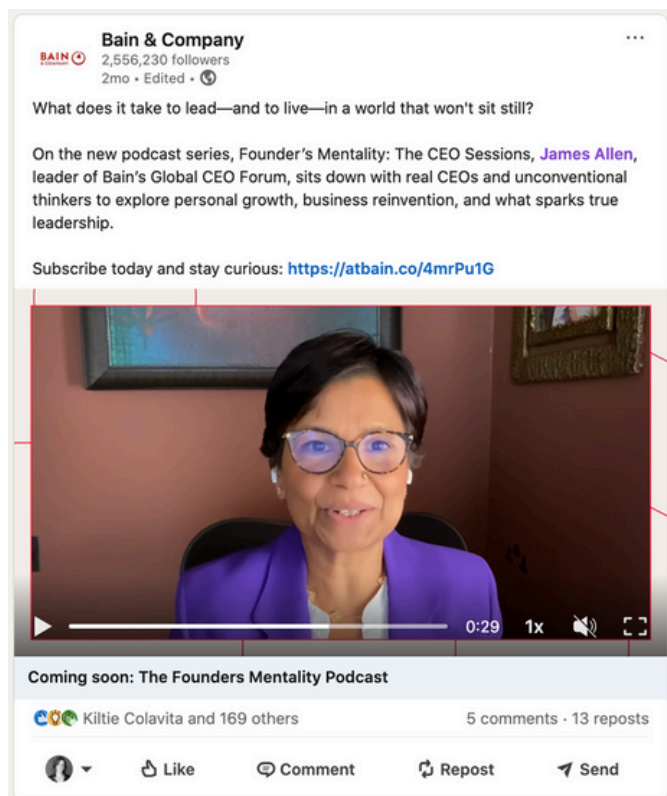 Bain & Company
BAIN
& COMPANY
2,556,230 followers
2mo • Edited •
What does it take to lead—and to live—in a world that won't sit still?
On the new podcast series, Founder's Mentality: The CEO Sessions, James Allen,
leader of Bain's Global CEO Forum, sits down with real CEOs and unconventional
thinkers to explore personal growth, business reinvention, and what sparks true
leadership.
Subscribe today and stay curious: https://atbain.co/4mrPu1G
0:29 1x
Coming soon: The Founders Mentality Podcast
Kiltie Colavita and 169 others 5 comments · 13 reposts
Like Comment Repost Send